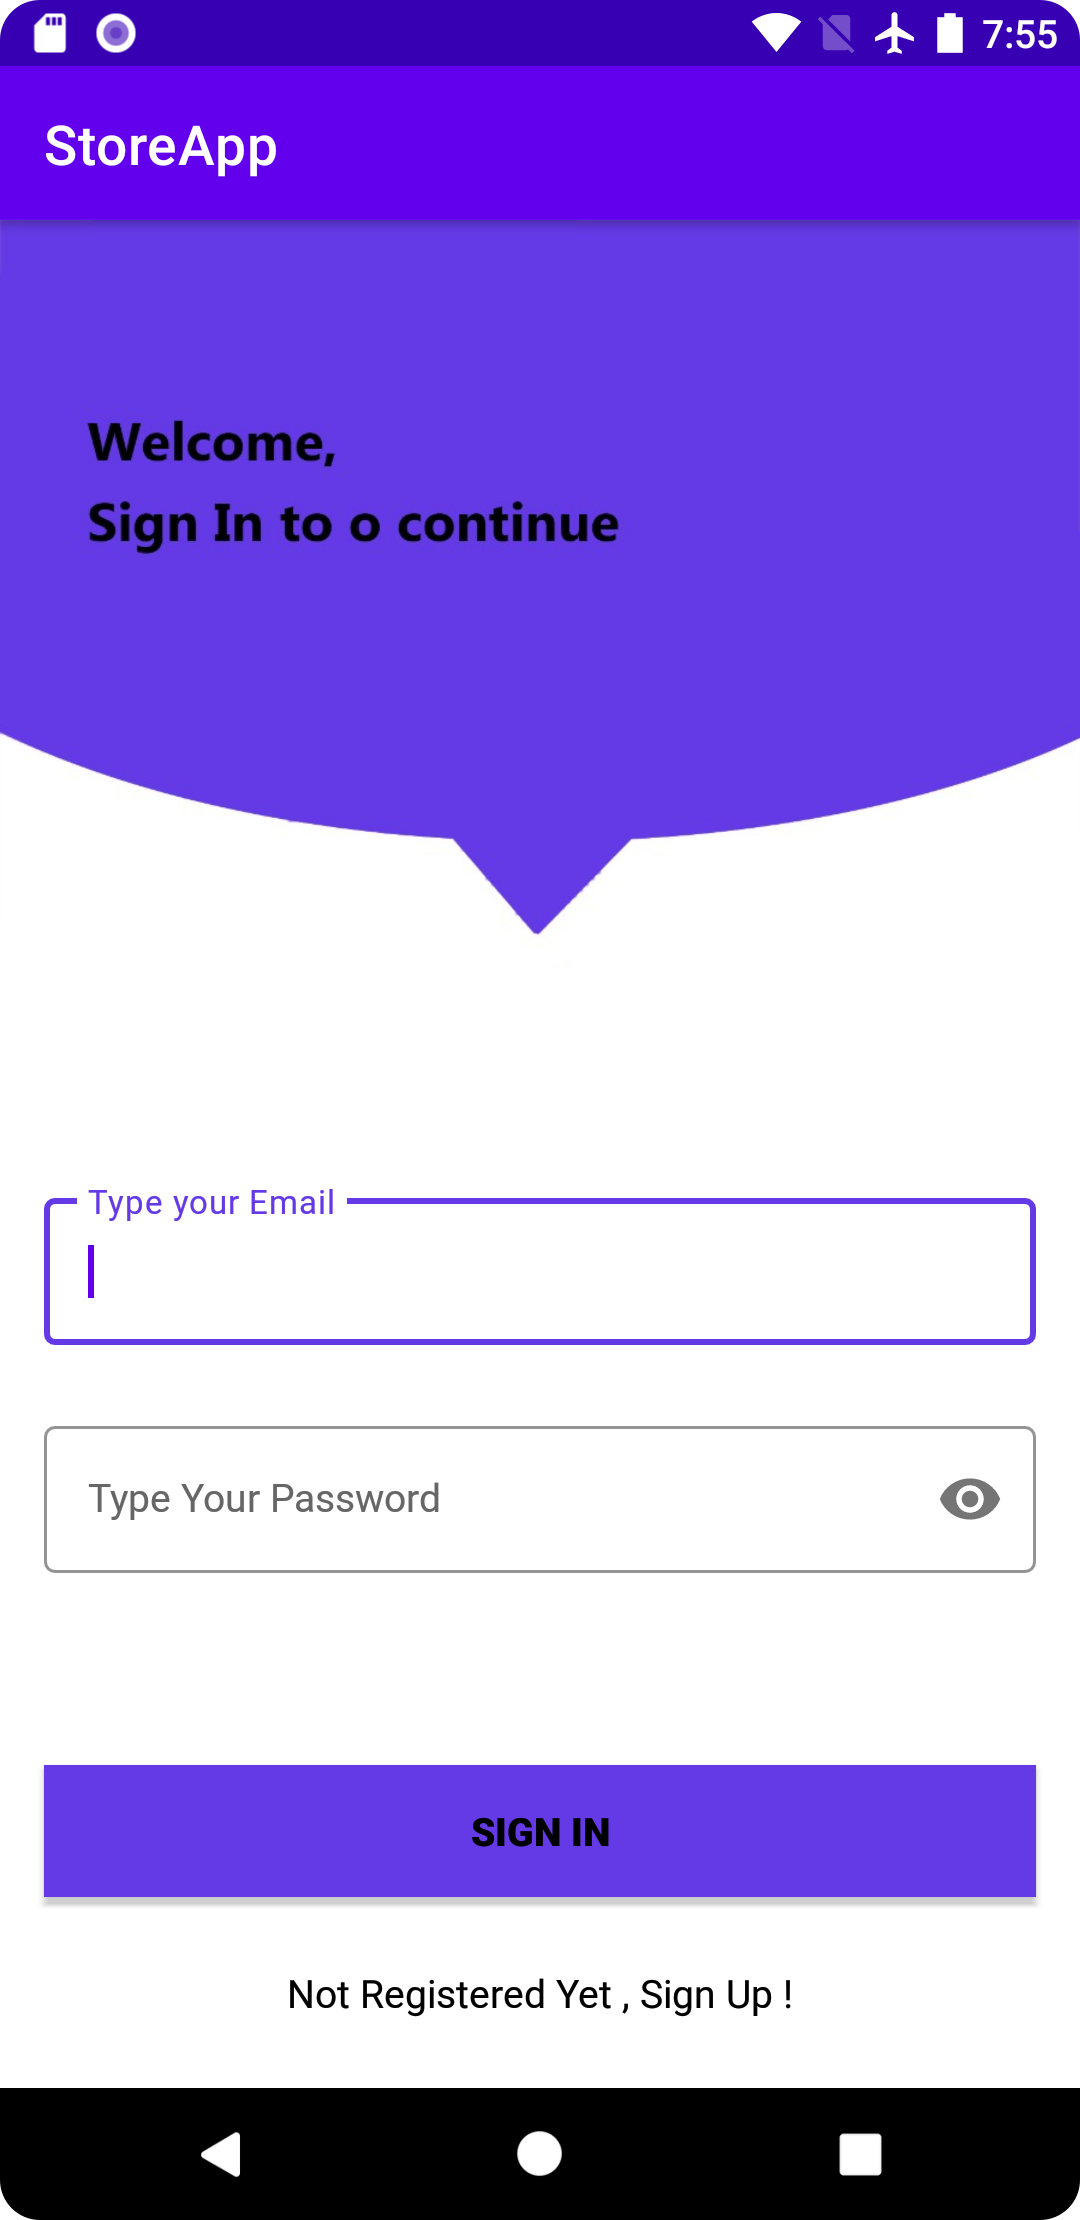 7:55
StoreApp
Welcome,
Sign In to o continue
Type your Email
Type Your Password
SIGN IN
Not Registered Yet , Sign Up !